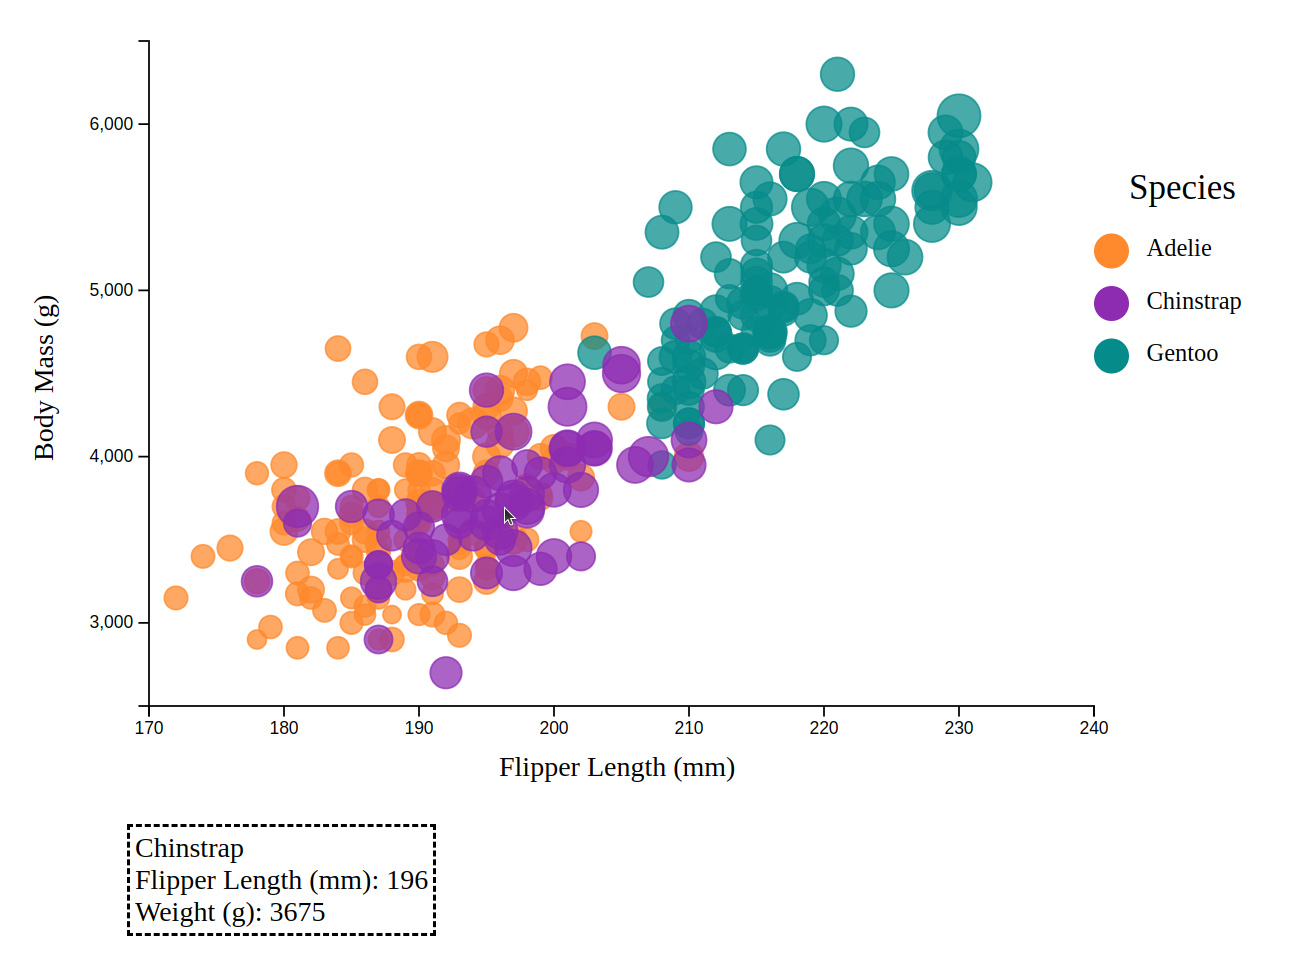 6,000
5,000
4,000
3,000
Body Mass (g)
170 180 190 200 210 220 230 240
Flipper Length (mm)
Species
Adelie
Chinstrap
Gentoo
Chinstrap
Flipper Length (mm): 196
Weight (g): 3675